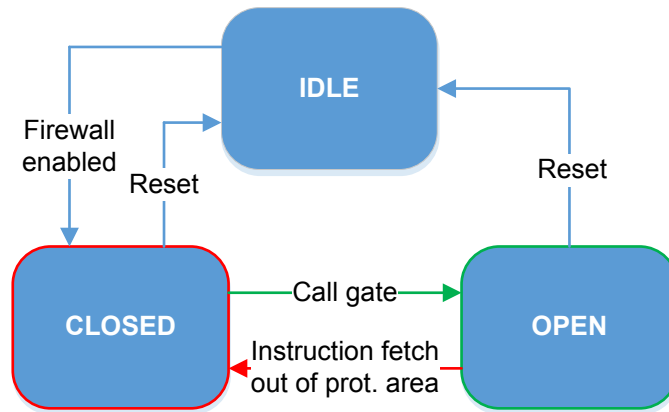 IDLE
Firewall
enabled
Reset
Reset
CLOSED
Call gate
OPEN
Instruction fetch
out of prot. area